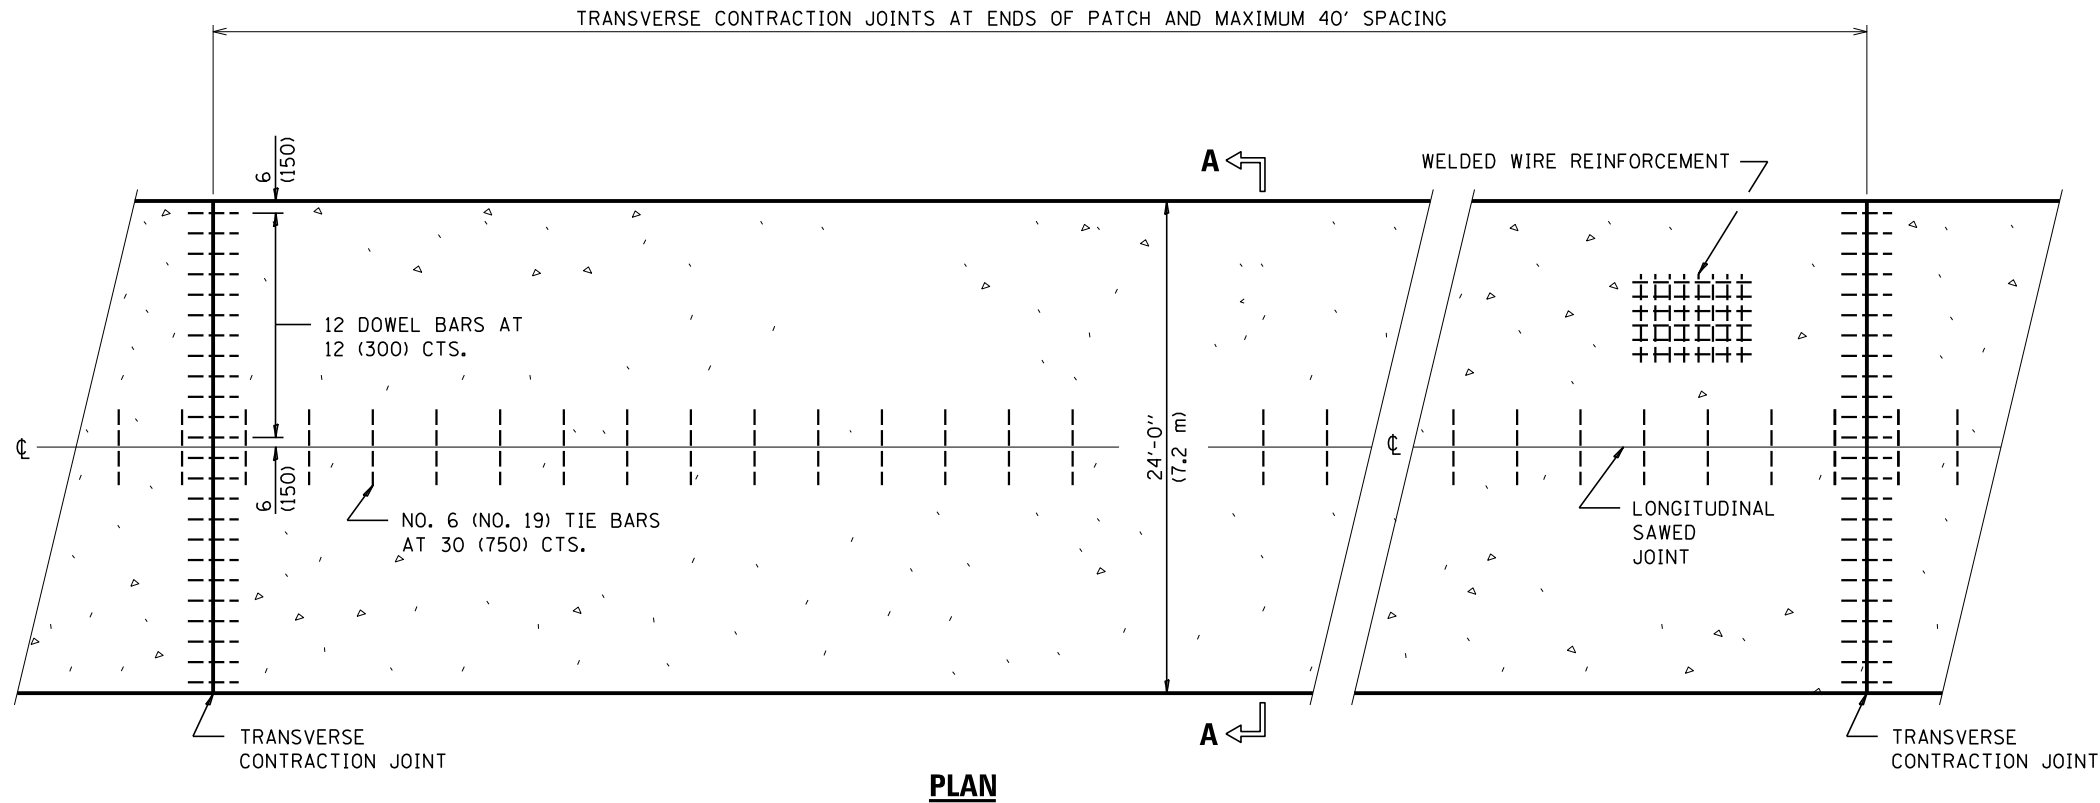 TRANSVERSE CONTRACTION JOINTS AT ENDS OF PATCH AND MAXIMUM 40' SPACING
6
(150)
A
WELDED WIRE REINFORCEMENT
12 DOWEL BARS AT
12 (300) CTS.
℄
℄
24'-0"
(7.2 m)
6
(150)
NO. 6 (NO. 19) TIE BARS
AT 30 (750) CTS.
LONGITUDINAL
SAWED
JOINT
A
TRANSVERSE
CONTRACTION JOINT
TRANSVERSE
CONTRACTION JOINT
PLAN